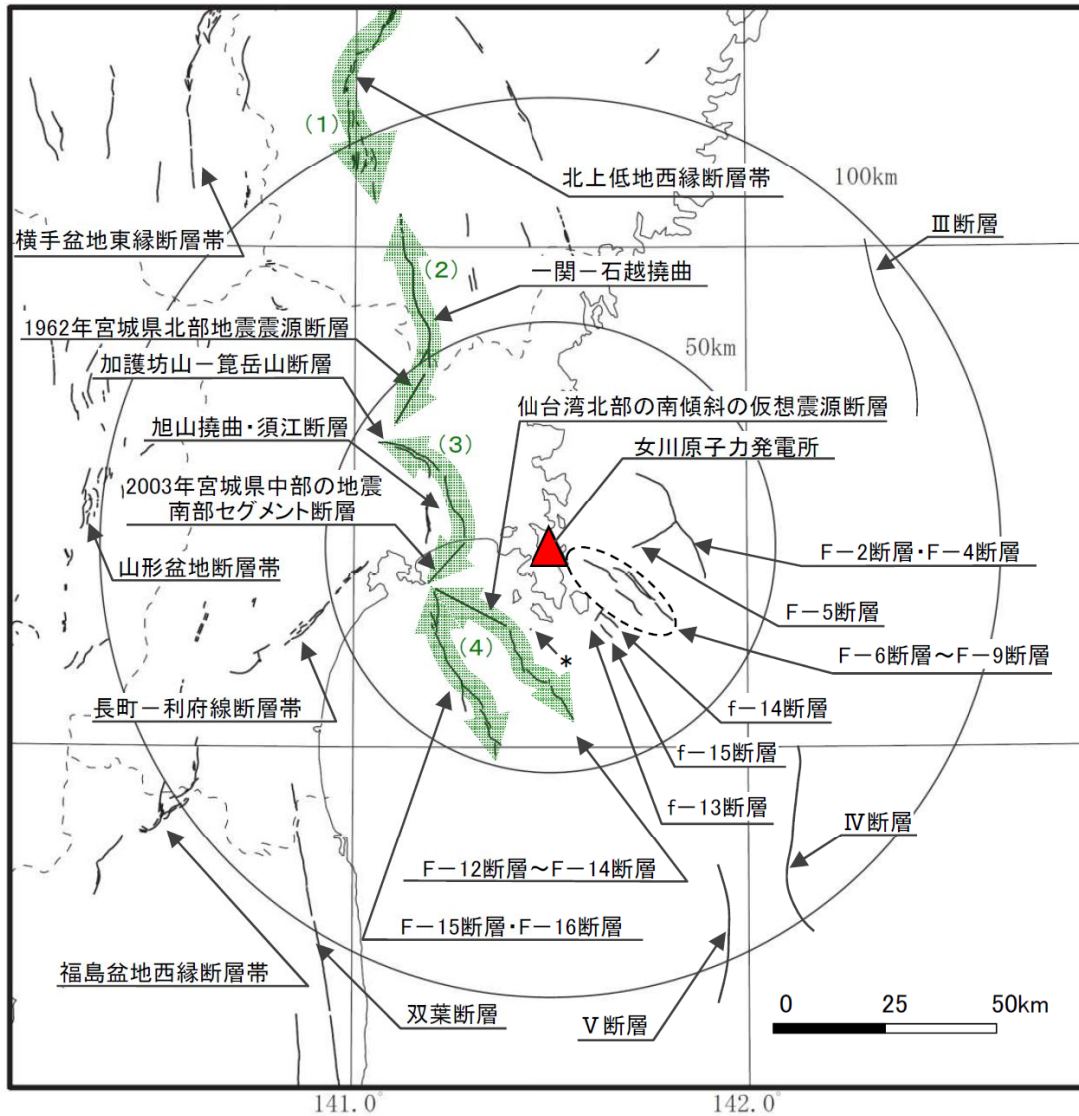 (1)
北上低地西縁断層帯
100km
Ⅲ断層
横手盆地東縁断層帯
(2)
一関－石越撓曲
1962年宮城県北部地震震源断層
50km
加護坊山－箟岳山断層
仙台湾北部の南傾斜の仮想震源断層
旭山撓曲・須江断層
(3)
女川原子力発電所
2003年宮城県中部の地震
南部セグメント断層
F－2断層・F－4断層
山形盆地断層帯
F－5断層
(4)
*
F－6断層～F－9断層
長町－利府線断層帯
f－14断層
f－15断層
f－13断層
Ⅳ断層
F－12断層～F－14断層
F－15断層・F－16断層
福島盆地西縁断層帯
双葉断層
Ⅴ断層
0 25 50km
141.0° 142.0°